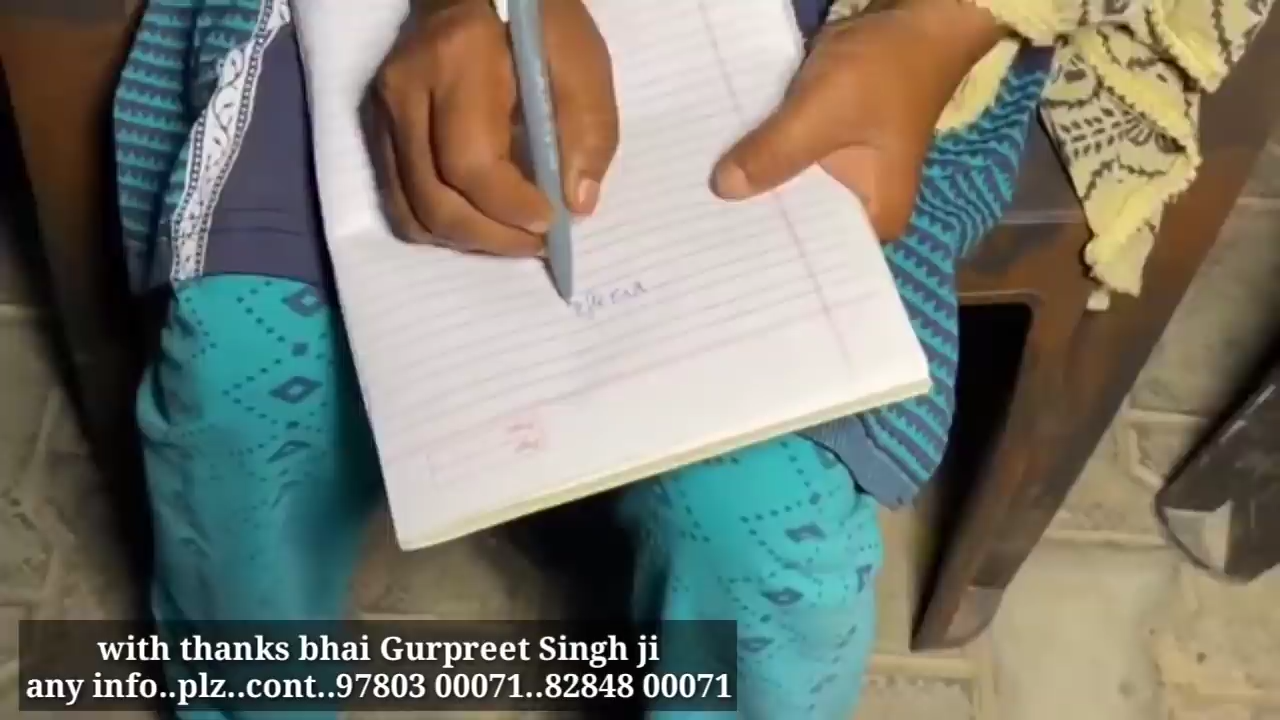 with thanks bhai Gurpreet Singh ji
any info..plz..cont..97803 00071..82848 00071